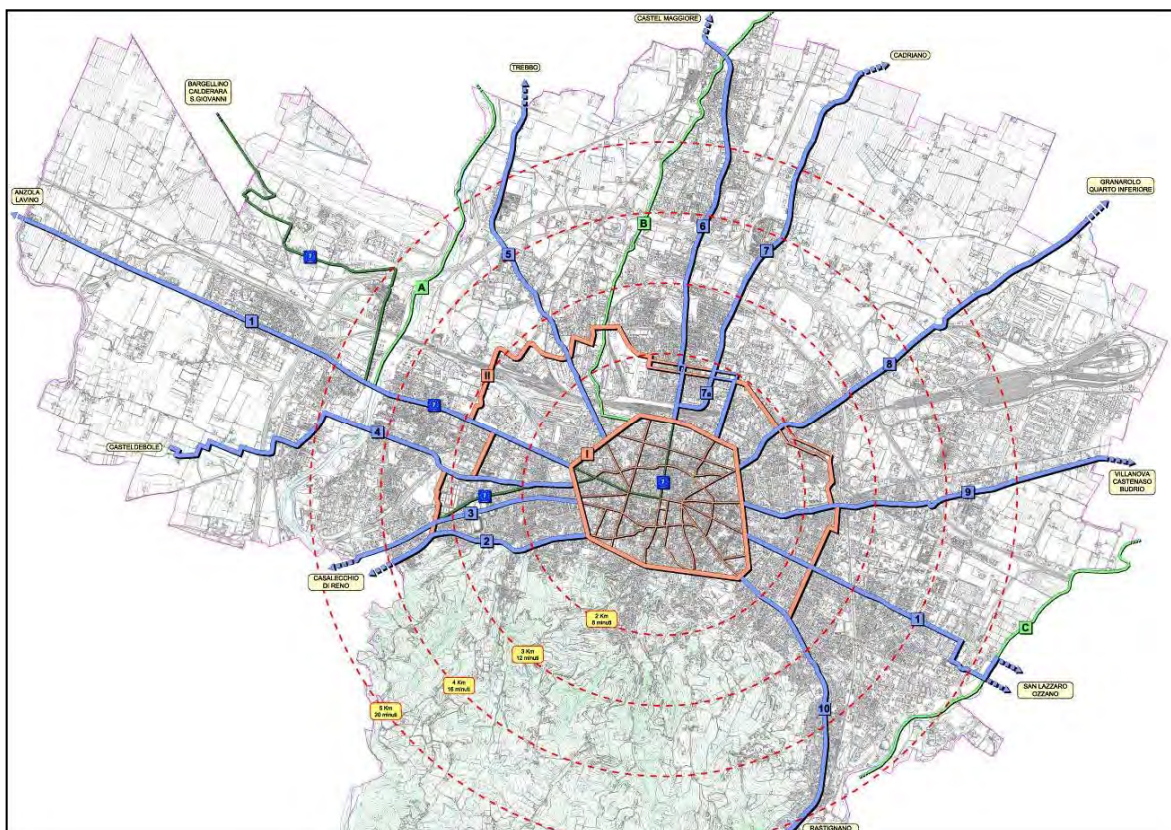 CASTEL MAGGIORE
CADRIANO
TREBBO
BARGELLINO
CALDERARA
S.GIOVANNI
GRANAROLO
QUARTO INFERIORE
ANZOLA
LAVINO
B
6
7
5
A
1
8
II
7a
4
CASTELDEBOLE
I
VILLANOVA
CASTENASO
BUDRIO
9
3
2
CASALECCHIO
DI RENO
2 Km
8 minuti
1
C
3 Km
12 minuti
4 Km
16 minuti
SAN LAZZARO
OZZANO
5 Km
20 minuti
10
RASTIGNANO